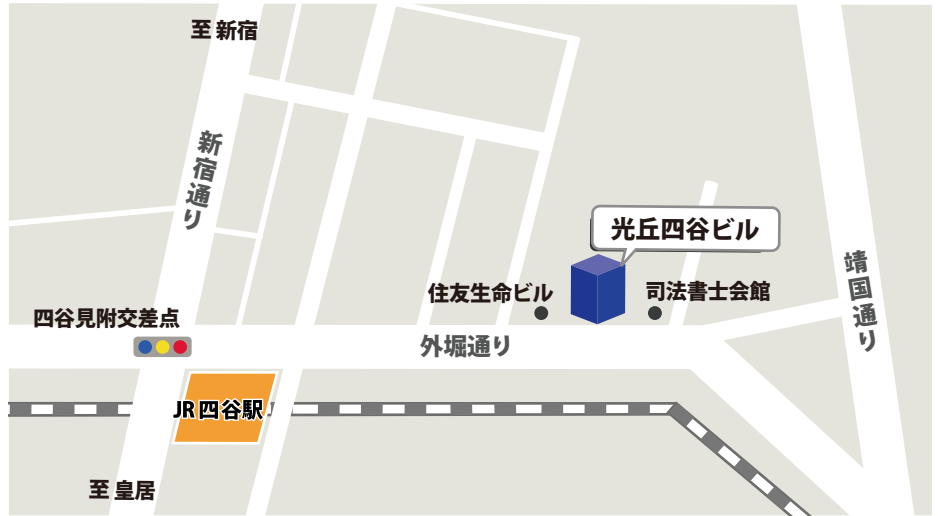 至 新宿
新宿通り
光丘四谷ビル
住友生命ビル
司法書士会館
靖国通り
四谷見附交差点
外堀通り
JR 四谷駅
至 皇居